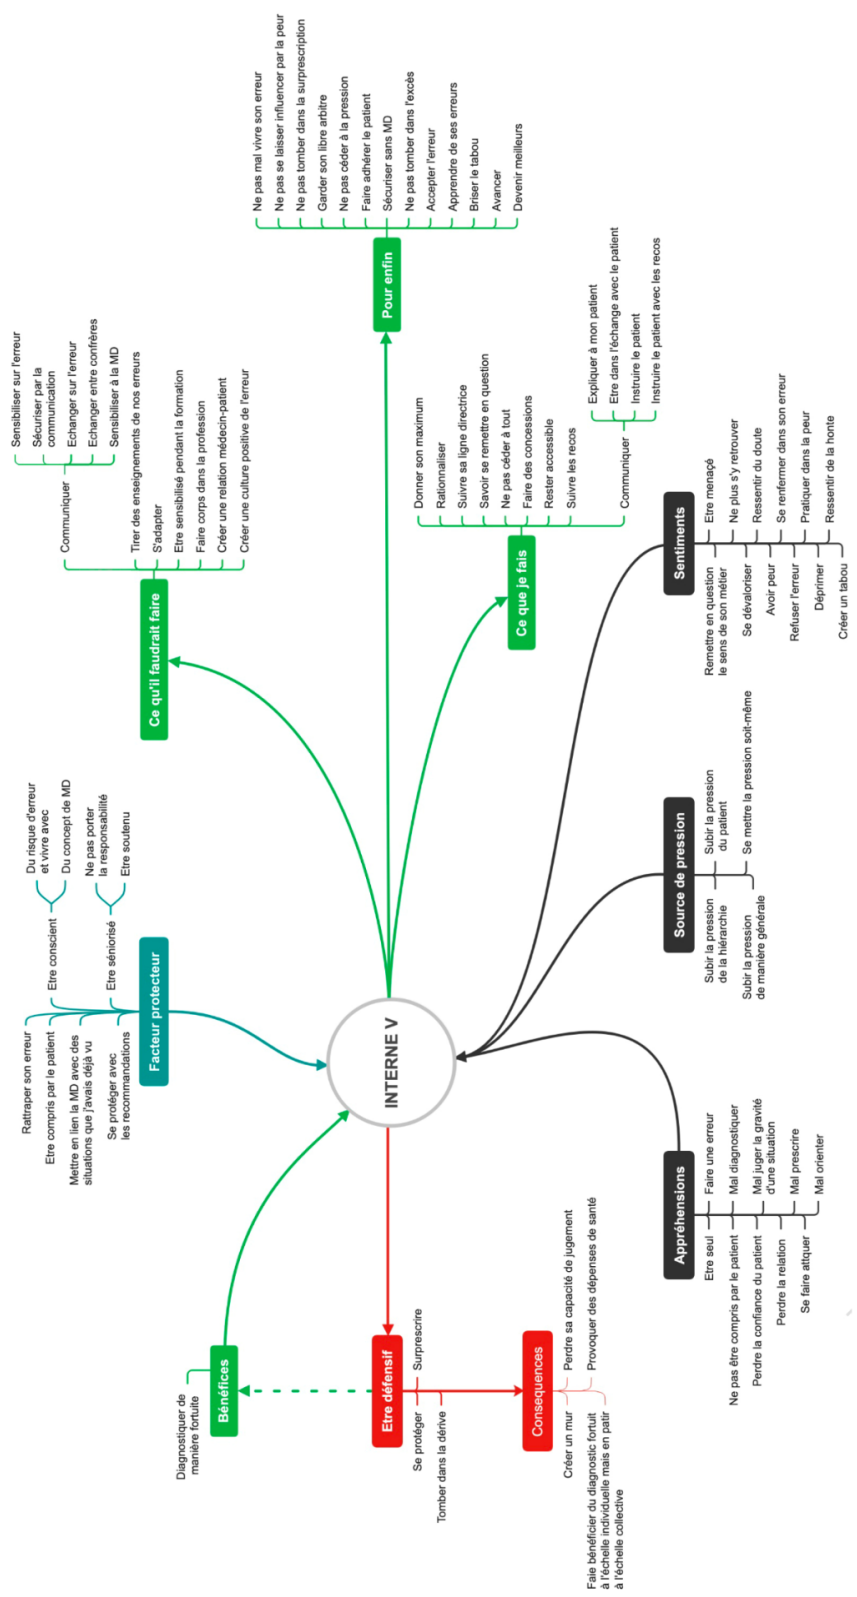 INTERNE V
Bénéfices
Diagnostiquer de
manière fortuite
Etre défensif
Se protéger
Tomber dans la dérive
Surprescrire
Consequences
Créer un mur
Faie bénéficier du diagnostic fortuit
à l'échelle individuelle mais en patir
à l'échelle collective
Perdre sa capacité de jugement
Provoquer des dépenses de santé
Facteur protecteur
Rattraper son erreur
Etre compris par le patient
Mettre en lien la MD avec des
situations que j'avais déjà vu
Se protéger avec
les recommandations
Etre conscient
Du risque d'erreur
et vivre avec
Du concept de MD
Etre séniorisé
Ne pas porter
la responsabilité
Etre soutenu
Ce qu'il faudrait faire
Communiquer
Sensibiliser sur l'erreur
Sécuriser par la
communication
Echanger sur l'erreur
Echanger entre confrères
Sensibiliser à la MD
Tirer des enseignements de nos erreurs
S'adapter
Etre sensibilisé pendant la formation
Faire corps dans la profession
Créer une relation médecin-patient
Créer une culture positive de l'erreur
Pour enfin
Ne pas mal vivre son erreur
Ne pas se laisser influencer par la peur
Ne pas tomber dans la surprescription
Garder son libre arbitre
Ne pas céder à la pression
Faire adhérer le patient
Sécuriser sans MD
Ne pas tomber dans l'excès
Accepter l'erreur
Apprendre de ses erreurs
Briser le tabou
Avancer
Devenir meilleurs
Ce que je fais
Donner son maximum
Rationnaliser
Suivre sa ligne directrice
Savoir se remettre en question
Ne pas céder à tout
Faire des concessions
Rester accessible
Suivre les recos
Communiquer
Expliquer à mon patient
Etre dans l'échange avec le patient
Instruire le patient
Instruire le patient avec les recos
Appréhensions
Etre seul
Ne pas être compris par le patient
Perdre la confiance du patient
Perdre la relation
Se faire attquer
Faire une erreur
Mal diagnostiquer
Mal juger la gravité
d'une situation
Mal prescrire
Mal orienter
Source de pression
Subir la pression
de la hiérarchie
Subir la pression
de manière générale
Subir la pression
du patient
Se mettre la pression soit-même
Sentiments
Remettre en question
le sens de son métier
Se dévaloriser
Avoir peur
Refuser l'erreur
Déprimer
Créer un tabou
Etre menaçé
Ne plus s'y retrouver
Ressentir du doute
Se renfermer dans son erreur
Pratiquer dans la peur
Ressentir de la honte